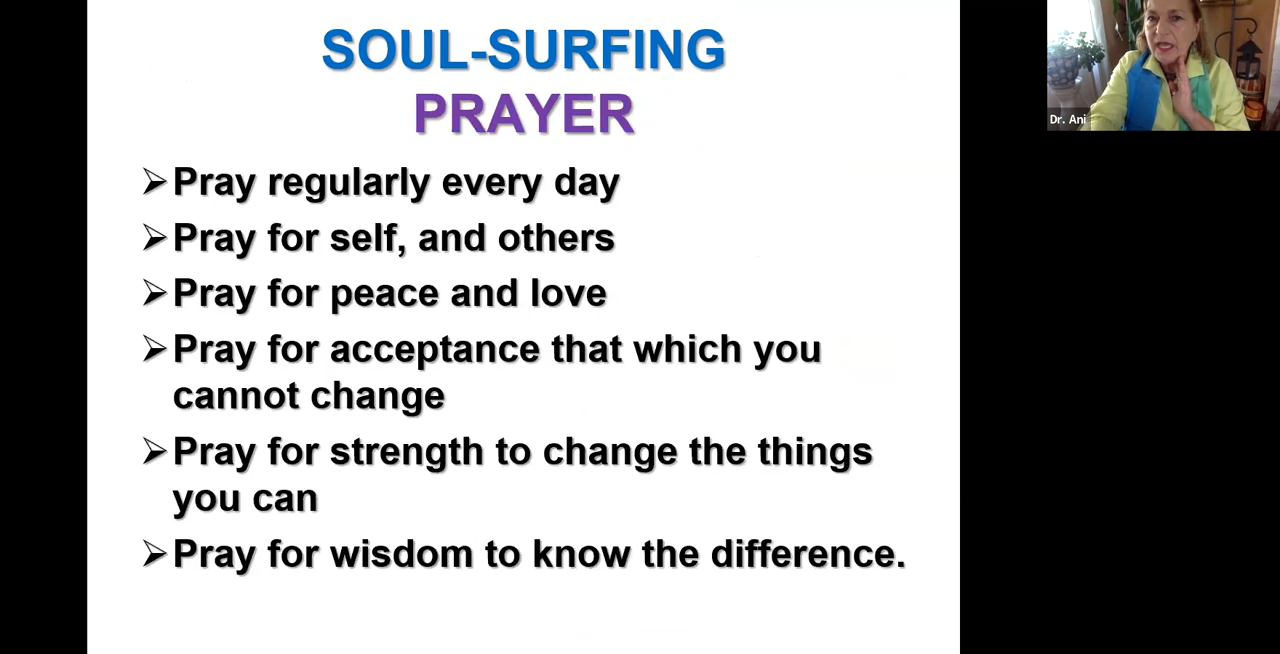 SOUL-SURFING
PRAYER
➢Pray regularly every day
➢Pray for self, and others
➢Pray for peace and love
➢Pray for acceptance that which you
cannot change
➢Pray for strength to change the things
you can
➢Pray for wisdom to know the difference.
Dr. Ani